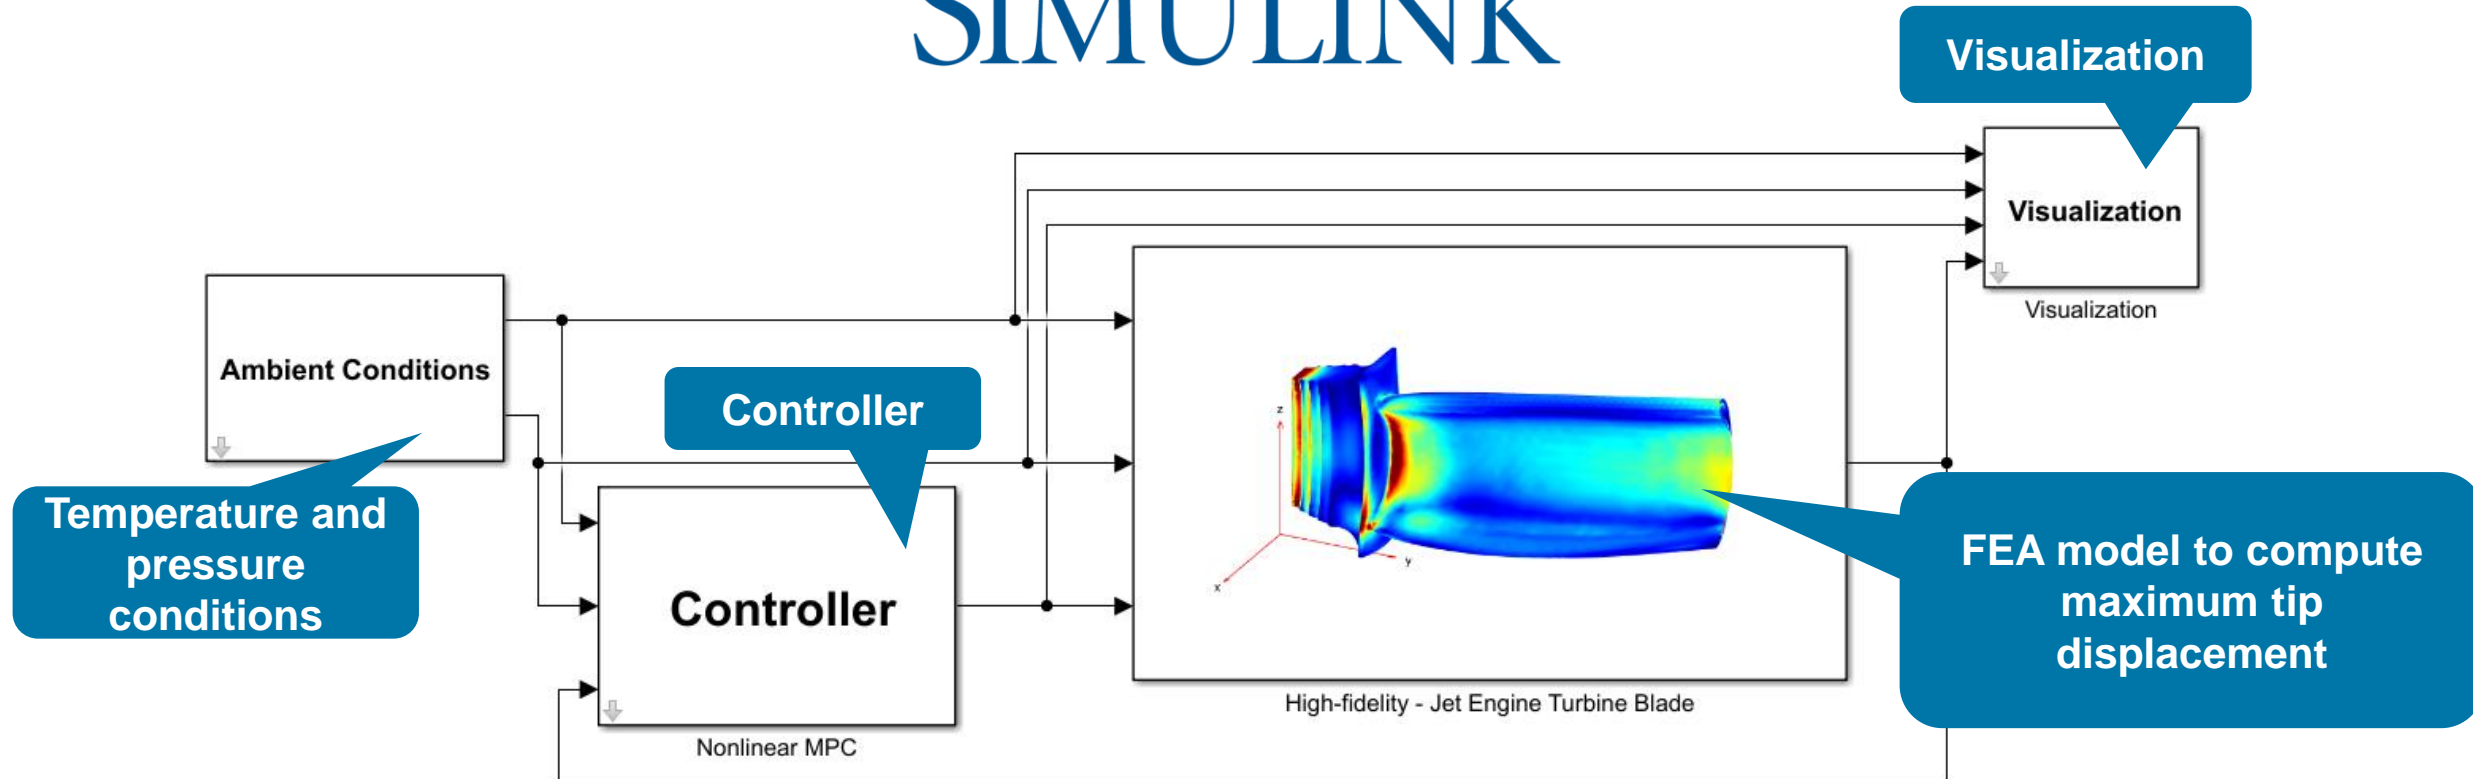 SIMULINK
Visualization
Visualization
Visualization
Ambient Conditions
Controller
Temperature and
pressure
conditions
Controller
Nonlinear MPC
z
y
x
High-fidelity - Jet Engine Turbine Blade
FEA model to compute
maximum tip
displacement